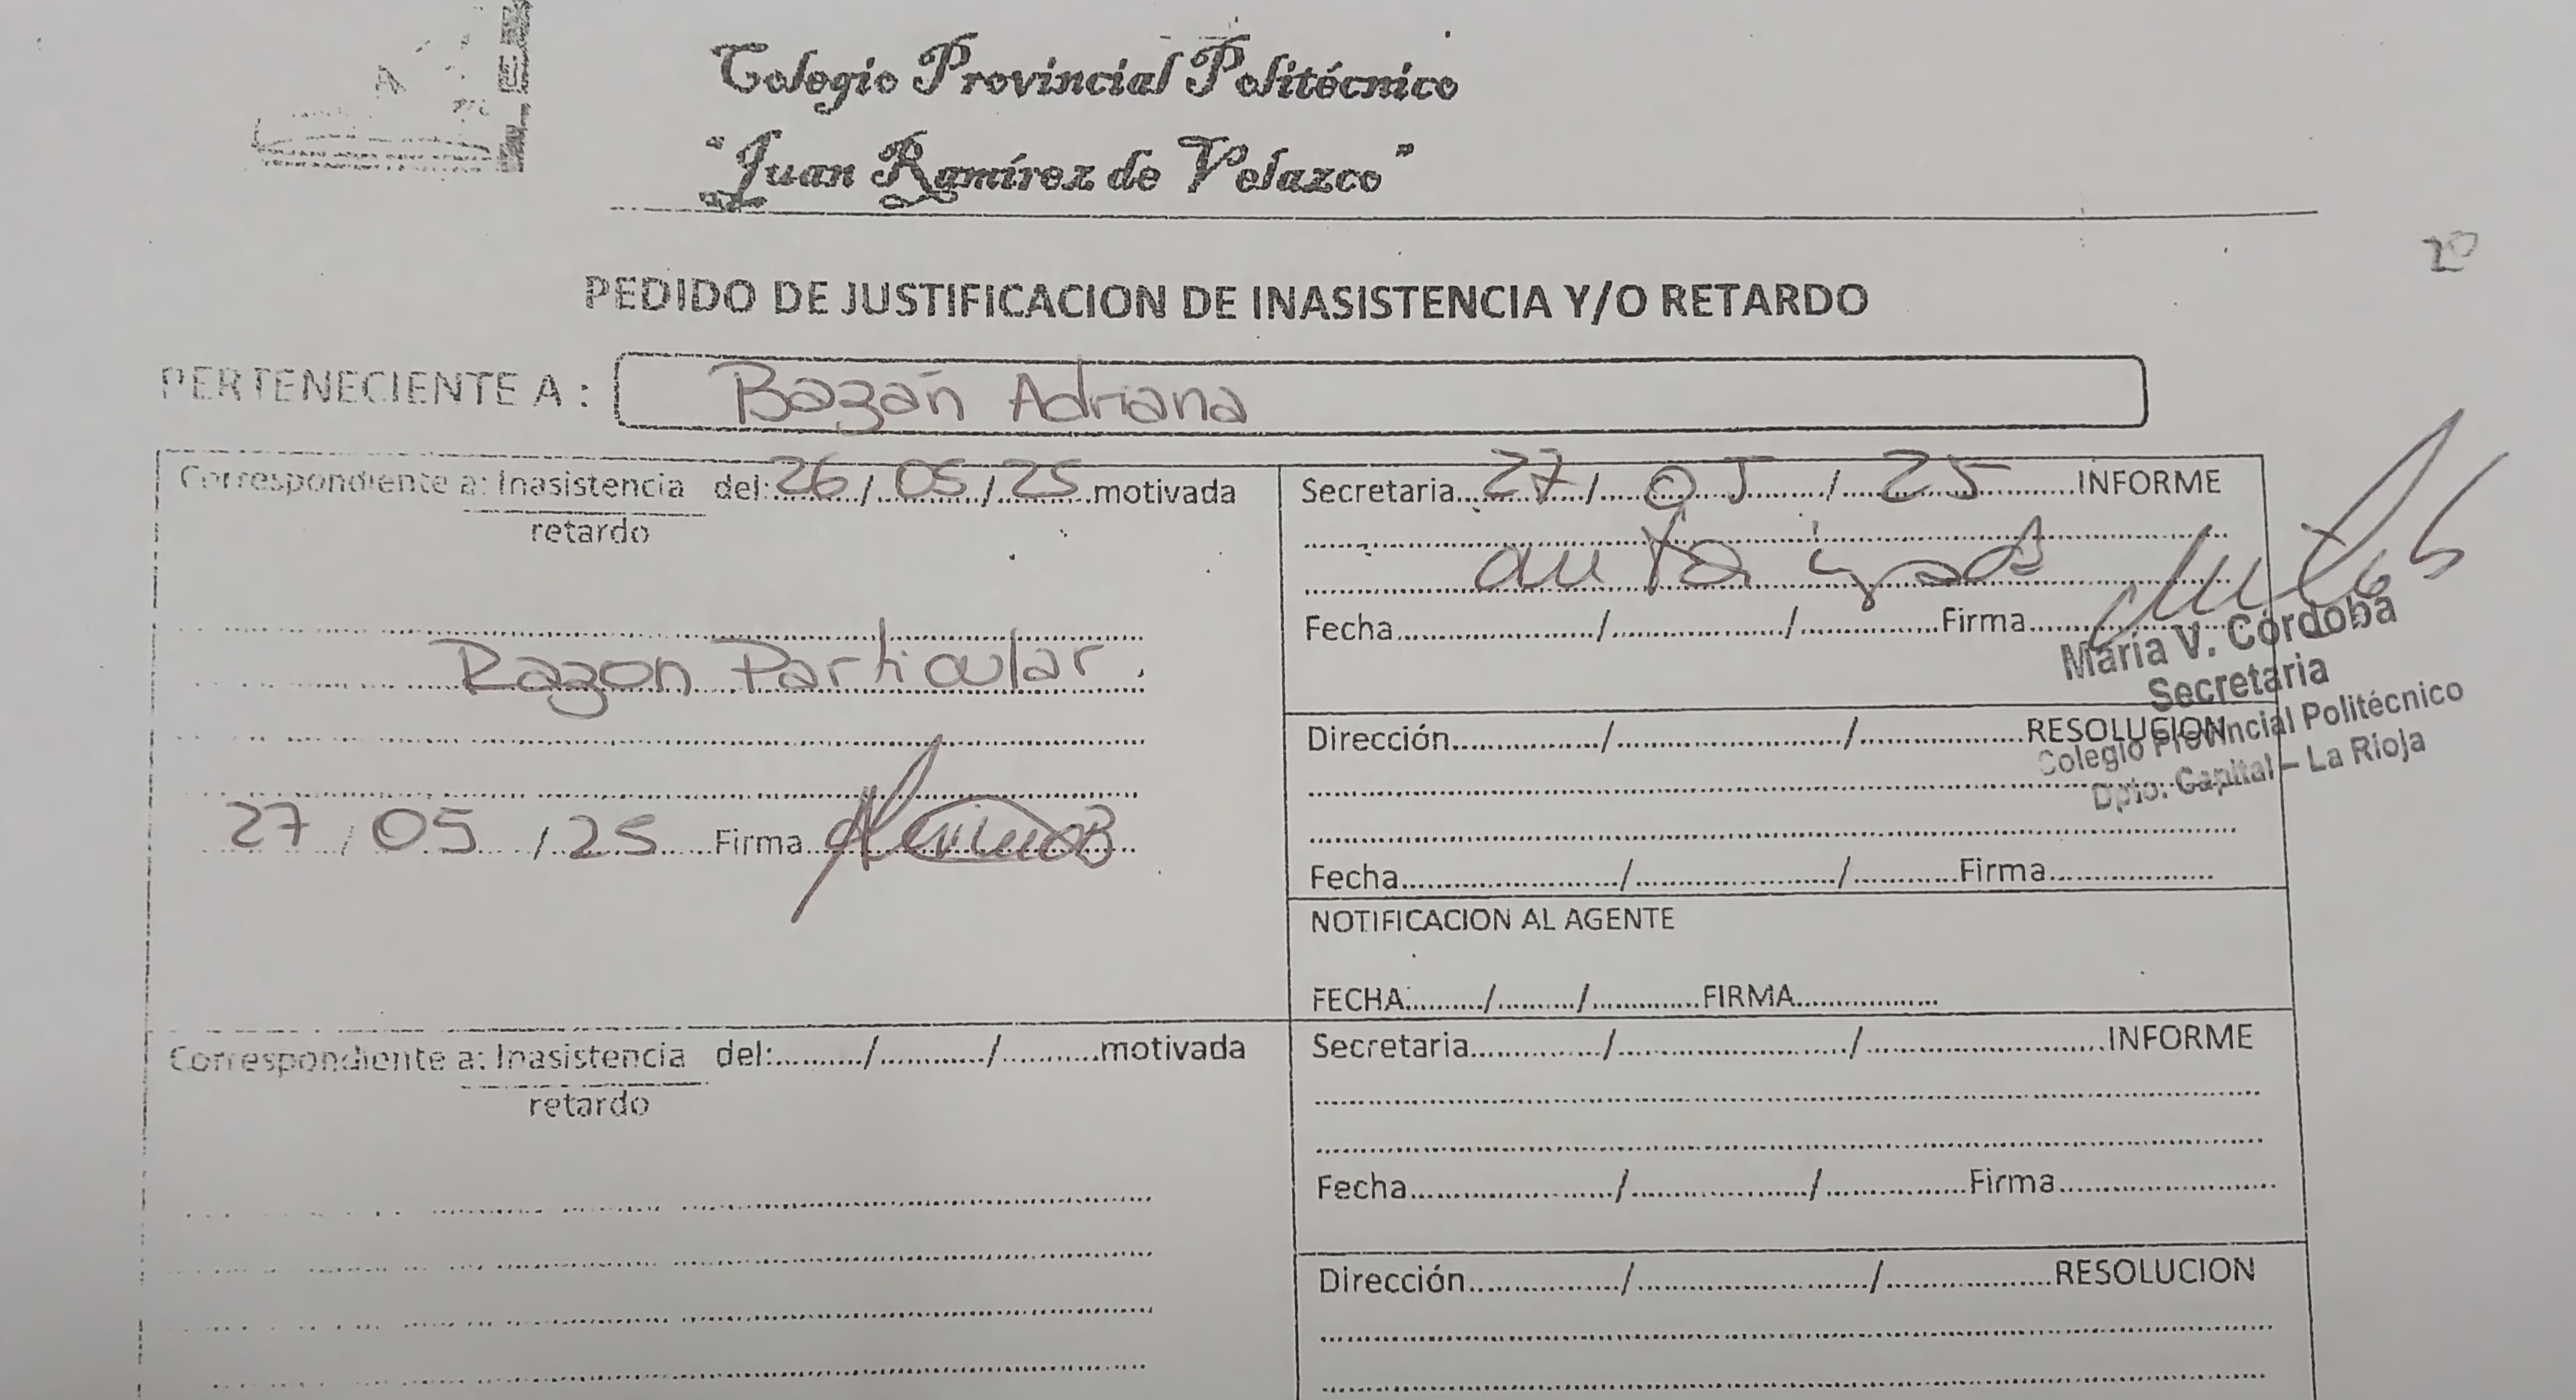 Colegio Provincial Politécnico
"Juan Ramírez de Velazco"
20
PEDIDO DE JUSTIFICACION DE INASISTENCIA Y/O RETARDO
PERTENECIENTE A : Bazán Adriana
Correspondiente a: Inasistencia del: 26/05/25 motivada
retardo
Razon Particular.
27/05/25 Firma
Secretaria 27/05/25 INFORME
autorizado
Fecha......./......./.......Firma
María V. Córdoba
Secretaria
Colegio Provincial Politécnico
Dpto. Capital – La Rioja
Dirección......./......./.......RESOLUCION
Fecha......./......./.......Firma.......
NOTIFICACION AL AGENTE
FECHA......./......./.......FIRMA.......
Correspondiente a: Inasistencia del:......./......./.......motivada
retardo
Secretaria......./......./.......INFORME
Fecha......./......./.......Firma.......
Dirección......./......./.......RESOLUCION